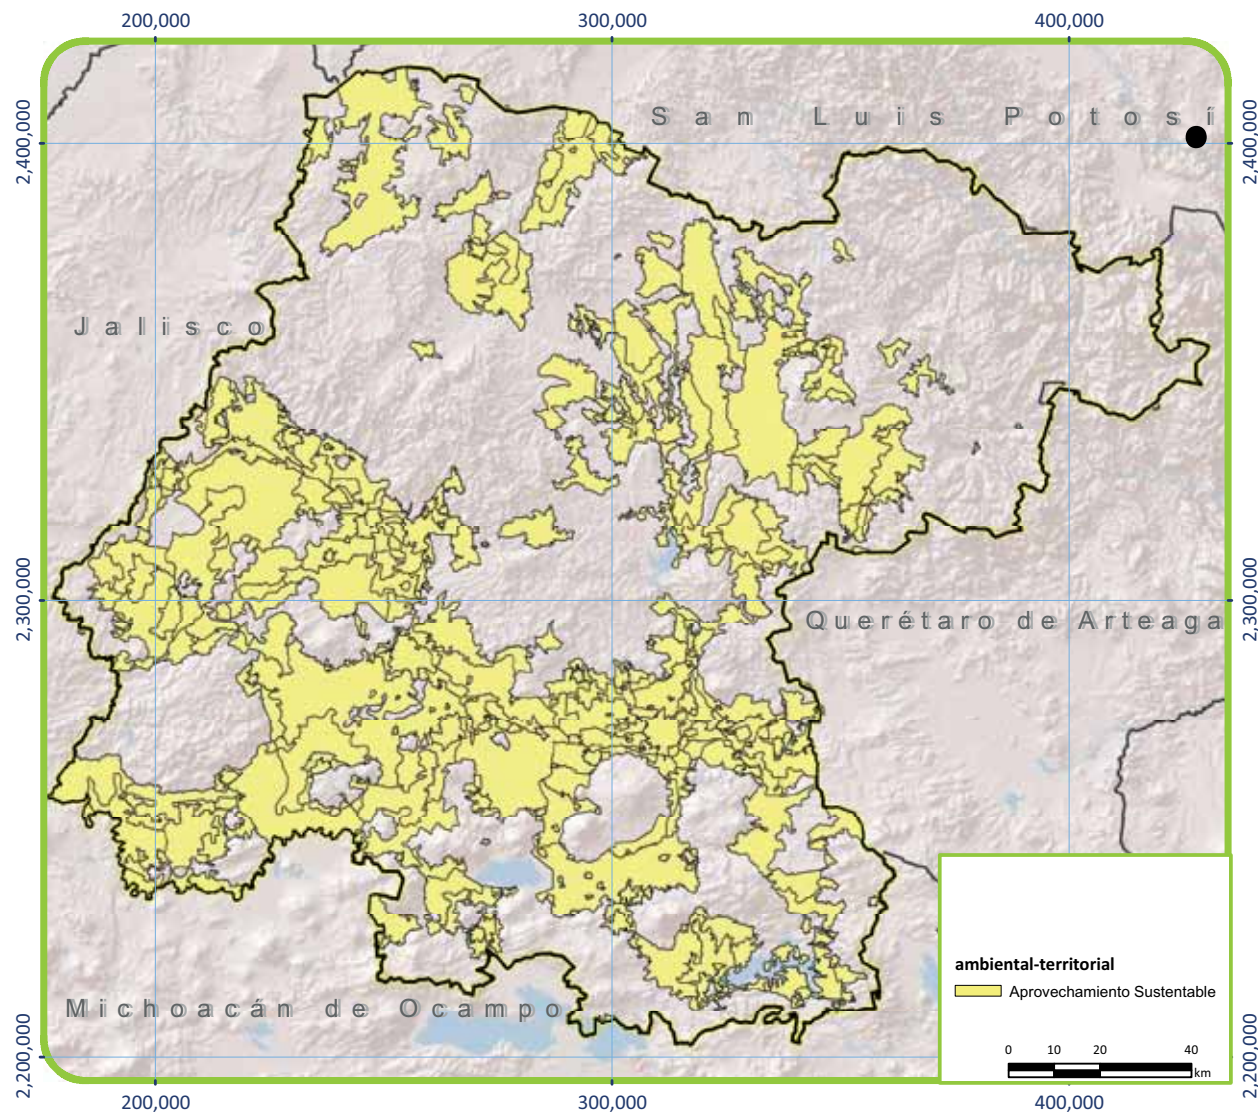 200,000 300,000 400,000
San Luis Potosí
2,400,000 2,400,000
Jalisco
2,300,000 2,300,000
Querétaro de Arteaga
ambiental-territorial
Aprovechamiento Sustentable
Michoacán de Ocampo
0 10 20 40
km
2,200,000 2,200,000
200,000 300,000 400,000